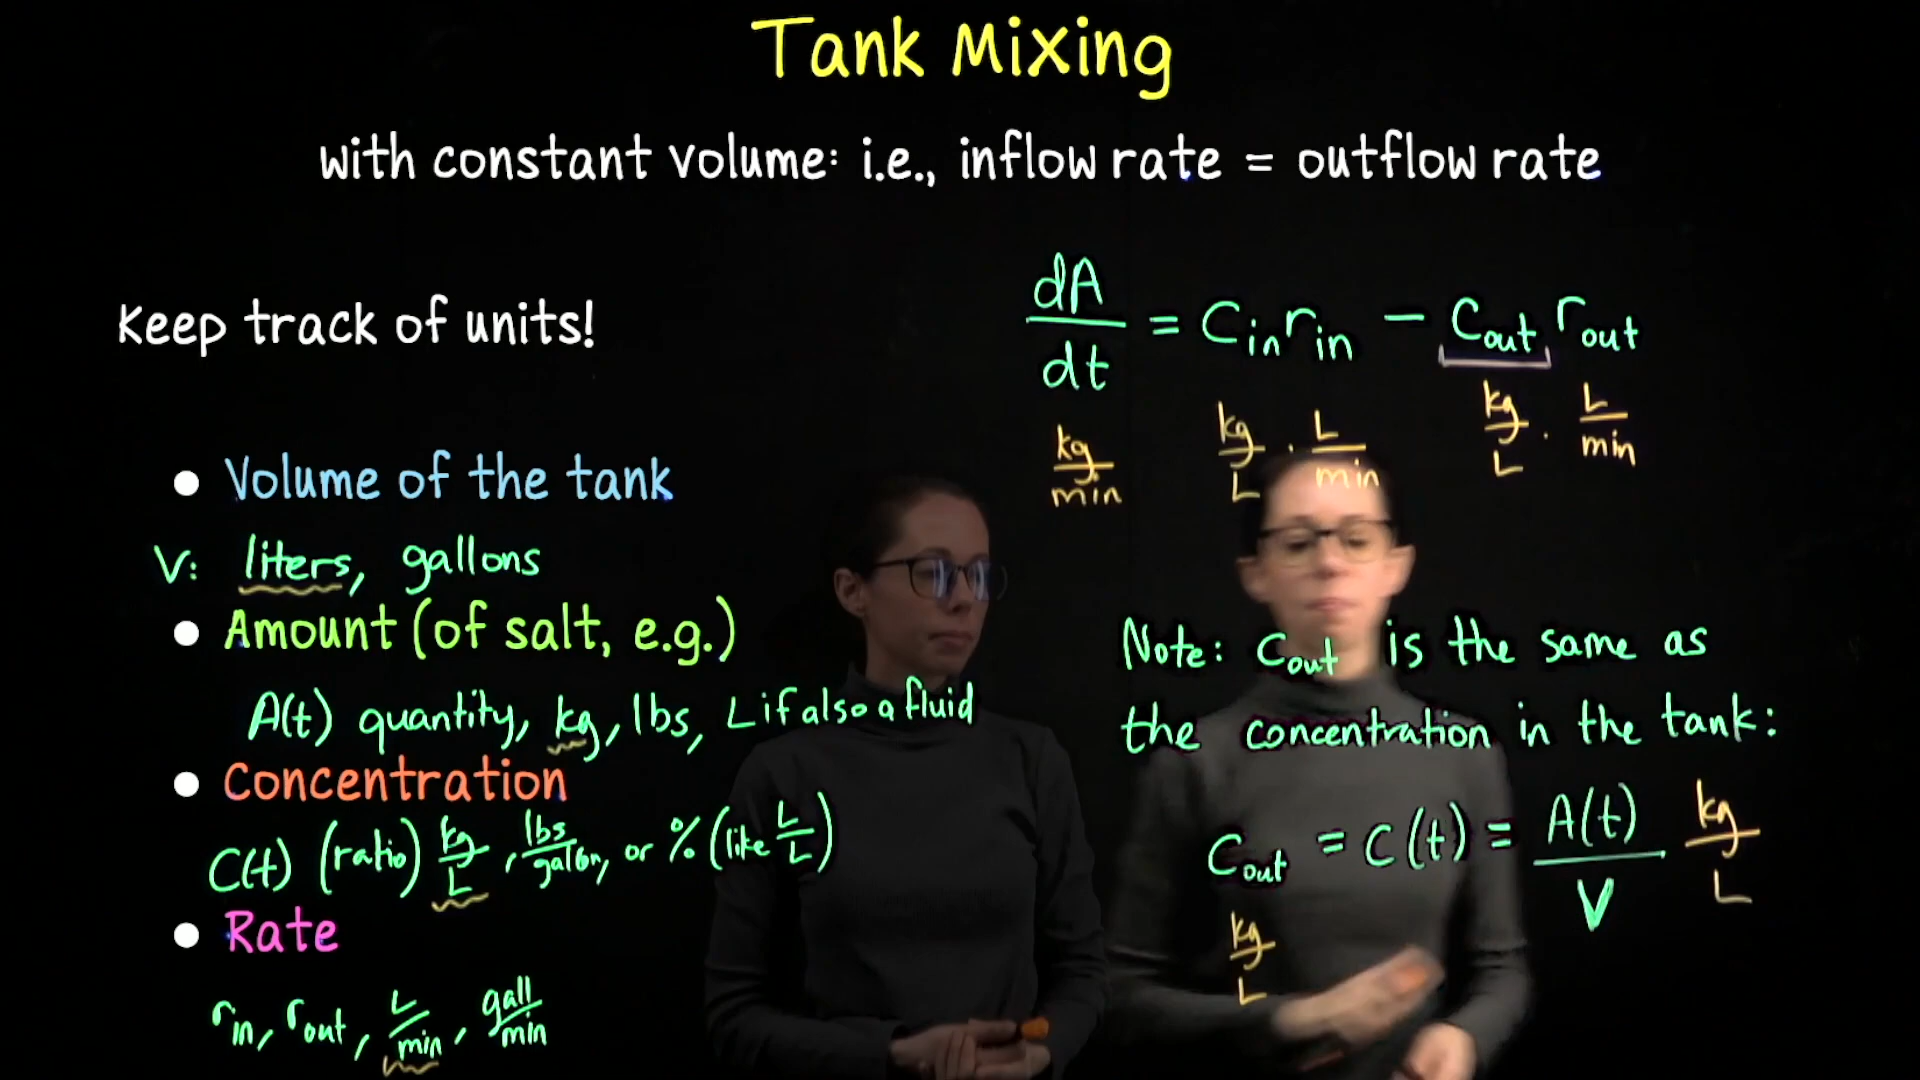 Tank Mixing
with constant volume: i.e., inflow rate = outflow rate
Keep track of units!
• Volume of the tank
V: liters, gallons
• Amount (of salt, e.g.)
A(t) quantity, kg, lbs, L if also a fluid
• Concentration
C(t) (ratio) kg/L, lbs/gallon, or % (like L/L)
• Rate
r_in, r_out, L/min, gall/min
dA/dt = C_in r_in − C_out r_out
kg/min kg/L · L/min kg/L · L/min
Note: C_out is the same as
the concentration in the tank:
C_out = C(t) = A(t)/V kg/L
kg/L